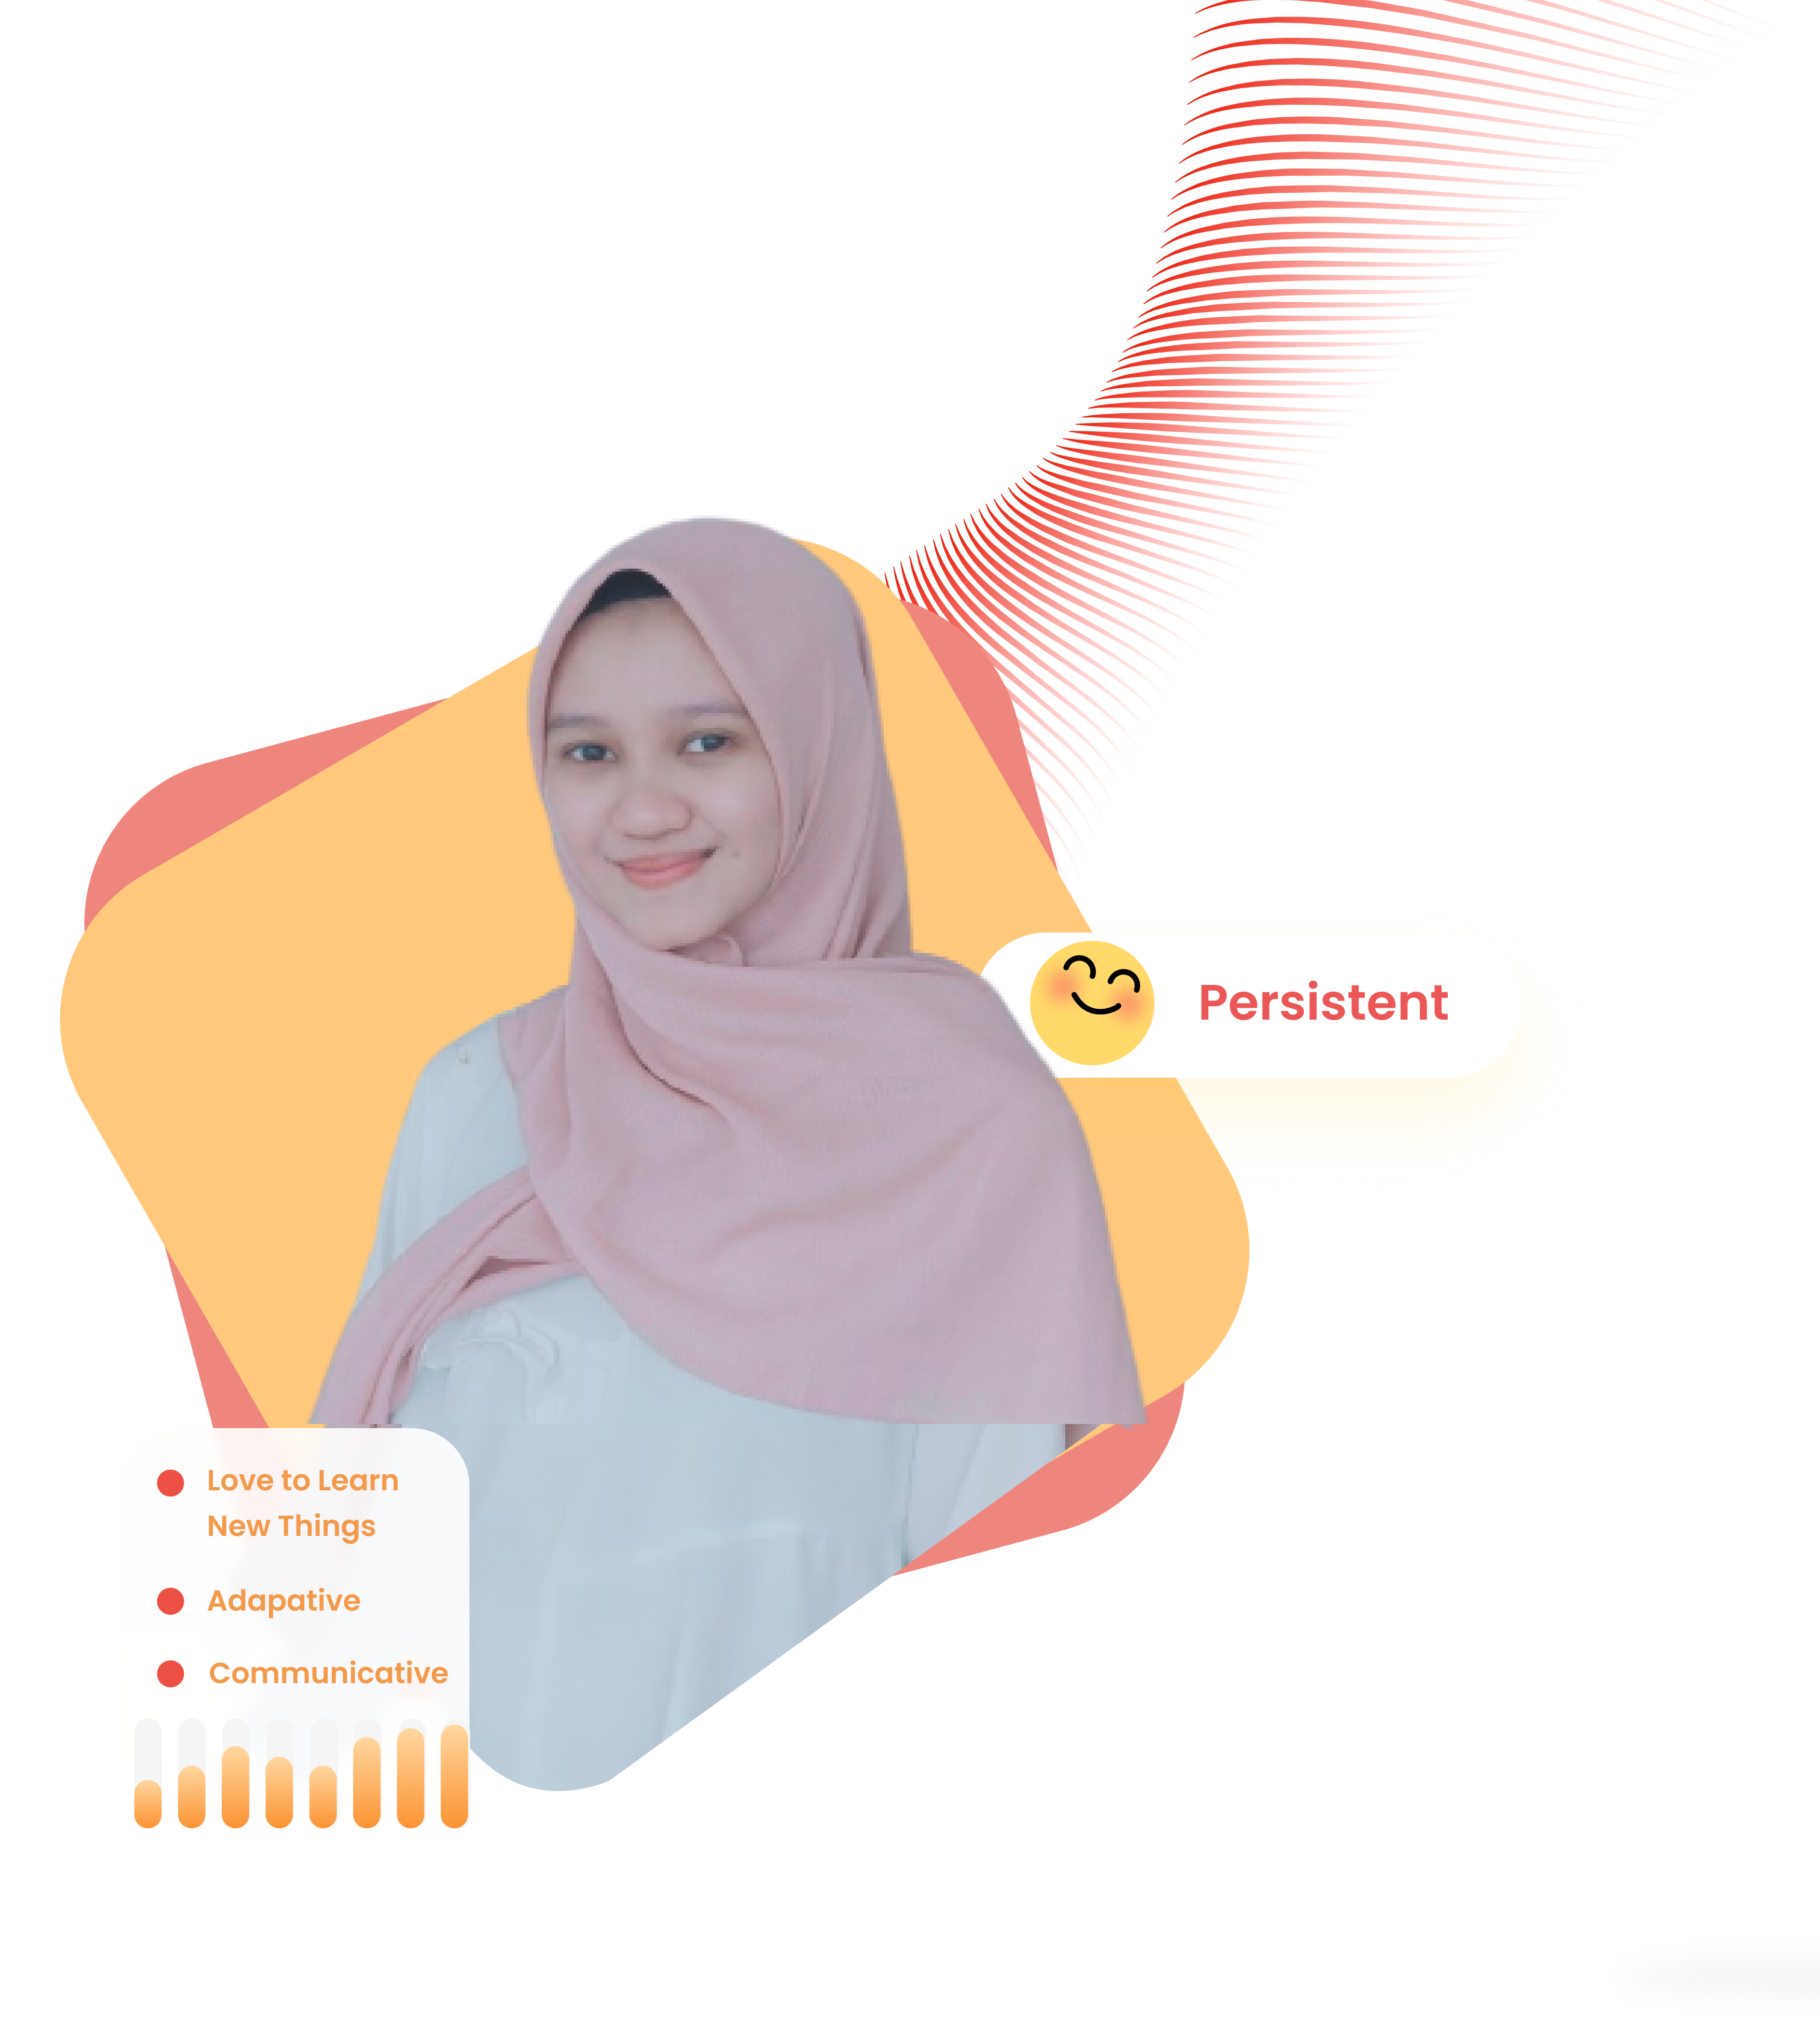 Persistent
Love to Learn
New Things
Adapative
Communicative